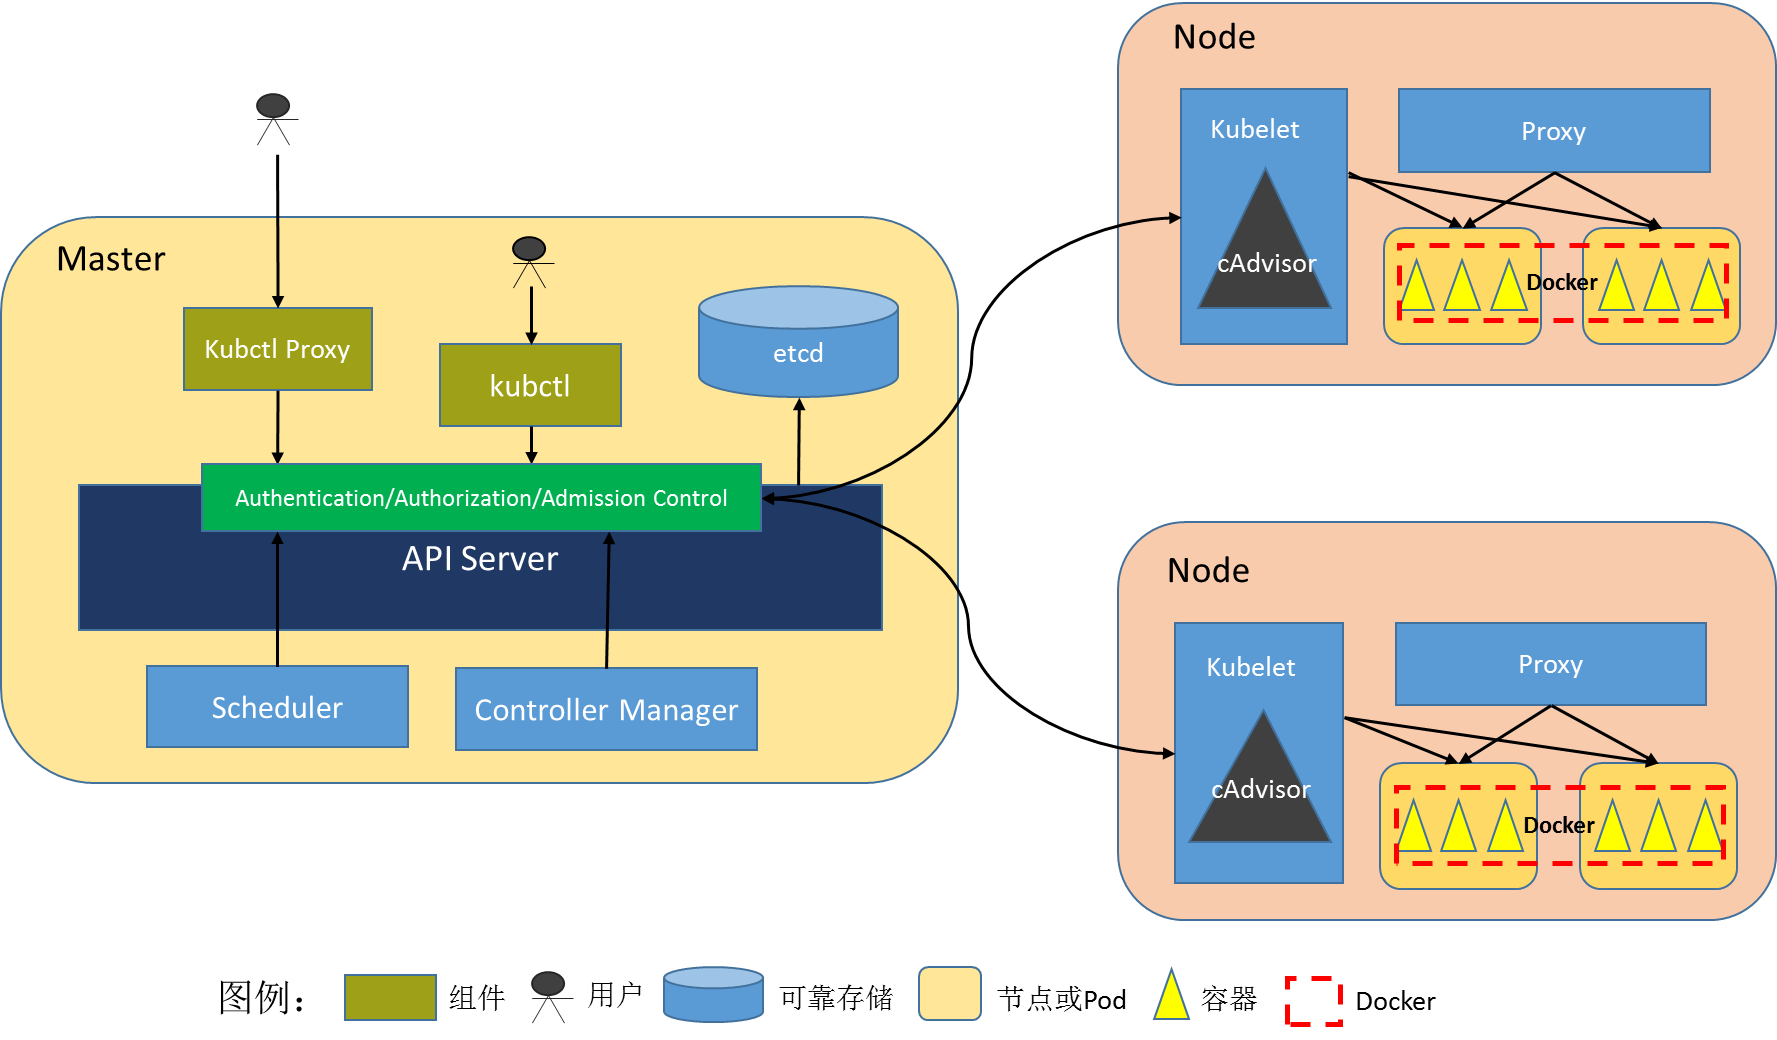 Master
Kubctl Proxy
kubctl
etcd
Authentication/Authorization/Admission Control
API Server
Scheduler
Controller Manager
Node
Kubelet
cAdvisor
Proxy
Docker
Node
Kubelet
cAdvisor
Proxy
Docker
图例：
组件
用户
可靠存储
节点或Pod
容器
Docker